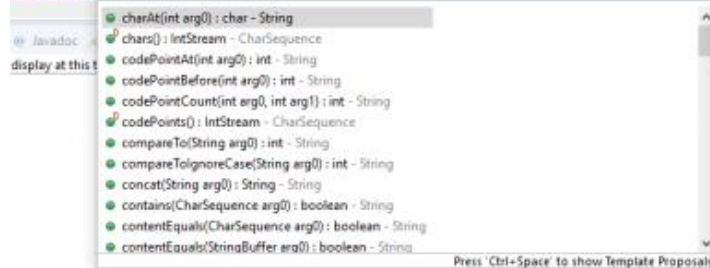 charAt(int arg0) : char - String
chars() : IntStream - CharSequence
@ Javadoc
codePointAt(int arg0) : int - String
display at this t
codePointBefore(int arg0) : int - String
codePointCount(int arg0, int arg1) : int - String
codePoints() : IntStream - CharSequence
compareTo(String arg0) : int - String
compareToIgnoreCase(String arg0) : int - String
concat(String arg0) : String - String
contains(CharSequence arg0) : boolean - String
contentEquals(CharSequence arg0) : boolean - String
contentEquals(StringBuffer arg0) : boolean - String
Press 'Ctrl+Space' to show Template Proposals